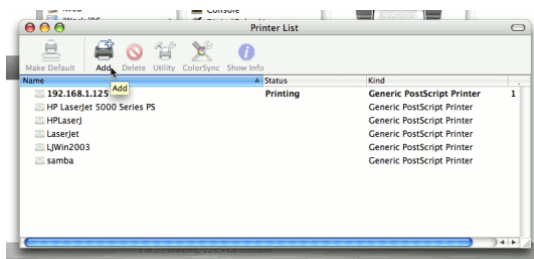 Console
Printer List
Make Default Add Delete Utility ColorSync Show Info
Name Status Kind
Add
192.168.1.125 Printing Generic PostScript Printer 1
HP LaserJet 5000 Series PS Generic PostScript Printer
HPLaserJ Generic PostScript Printer
LaserJet Generic PostScript Printer
LJWin2003 Generic PostScript Printer
samba Generic PostScript Printer